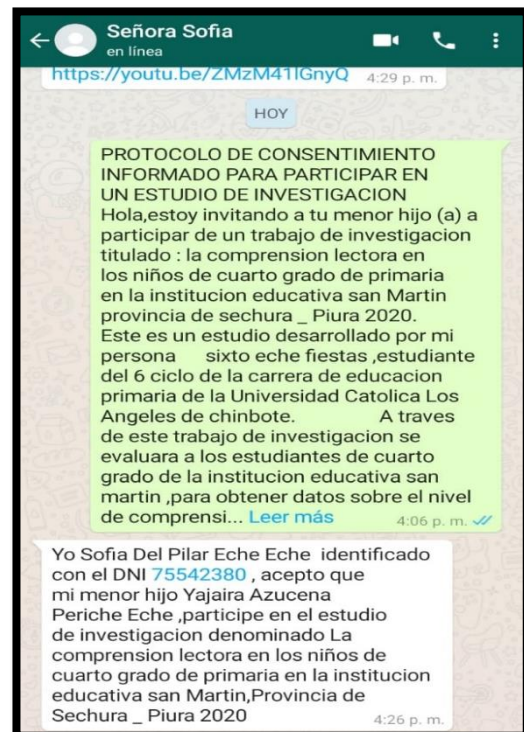 Señora Sofia
en línea
https://youtu.be/ZMzM41lGnyQ 4:29 p. m.
HOY
PROTOCOLO DE CONSENTIMIENTO
INFORMADO PARA PARTICIPAR EN
UN ESTUDIO DE INVESTIGACION
Hola,estoy invitando a tu menor hijo (a) a
participar de un trabajo de investigacion
titulado : la comprension lectora en
los niños de cuarto grado de primaria
en la institucion educativa san Martin
provincia de sechura _ Piura 2020.
Este es un estudio desarrollado por mi
persona sixto eche fiestas ,estudiante
del 6 ciclo de la carrera de educacion
primaria de la Universidad Catolica Los
Angeles de chinbote. A traves
de este trabajo de investigacion se
evaluara a los estudiantes de cuarto
grado de la institucion educativa san
martin ,para obtener datos sobre el nivel
de comprensi... Leer más 4:06 p. m.
Yo Sofia Del Pilar Eche Eche identificado
con el DNI 75542380 , acepto que
mi menor hijo Yajaira Azucena
Periche Eche ,participe en el estudio
de investigacion denominado La
comprension lectora en los niños de
cuarto grado de primaria en la institucion
educativa san Martin,Provincia de
Sechura _ Piura 2020 4:26 p. m.